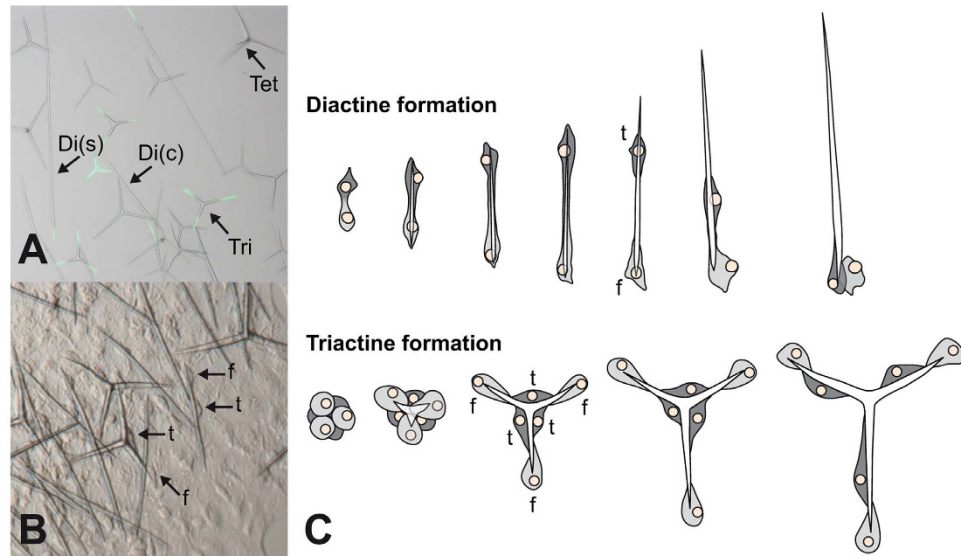 Tet
Di(s)
Di(c)
Tri
A
f
t
t
f
B
Diactine formation
t
f
Triactine formation
t
f
f
t
t
f
C